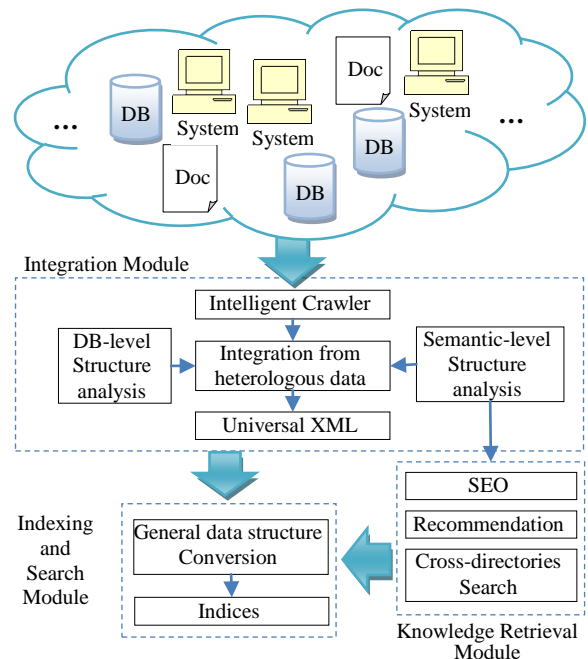 Doc
DB
System
System
System
...
...
Doc
DB
DB
Integration Module
Intelligent Crawler
DB-level
Structure
analysis
Integration from
heterologous data
Semantic-level
Structure
analysis
Universal XML
SEO
Recommendation
Cross-directories
Search
Indexing
and
Search
Module
General data structure
Conversion
Indices
Knowledge Retrieval
Module